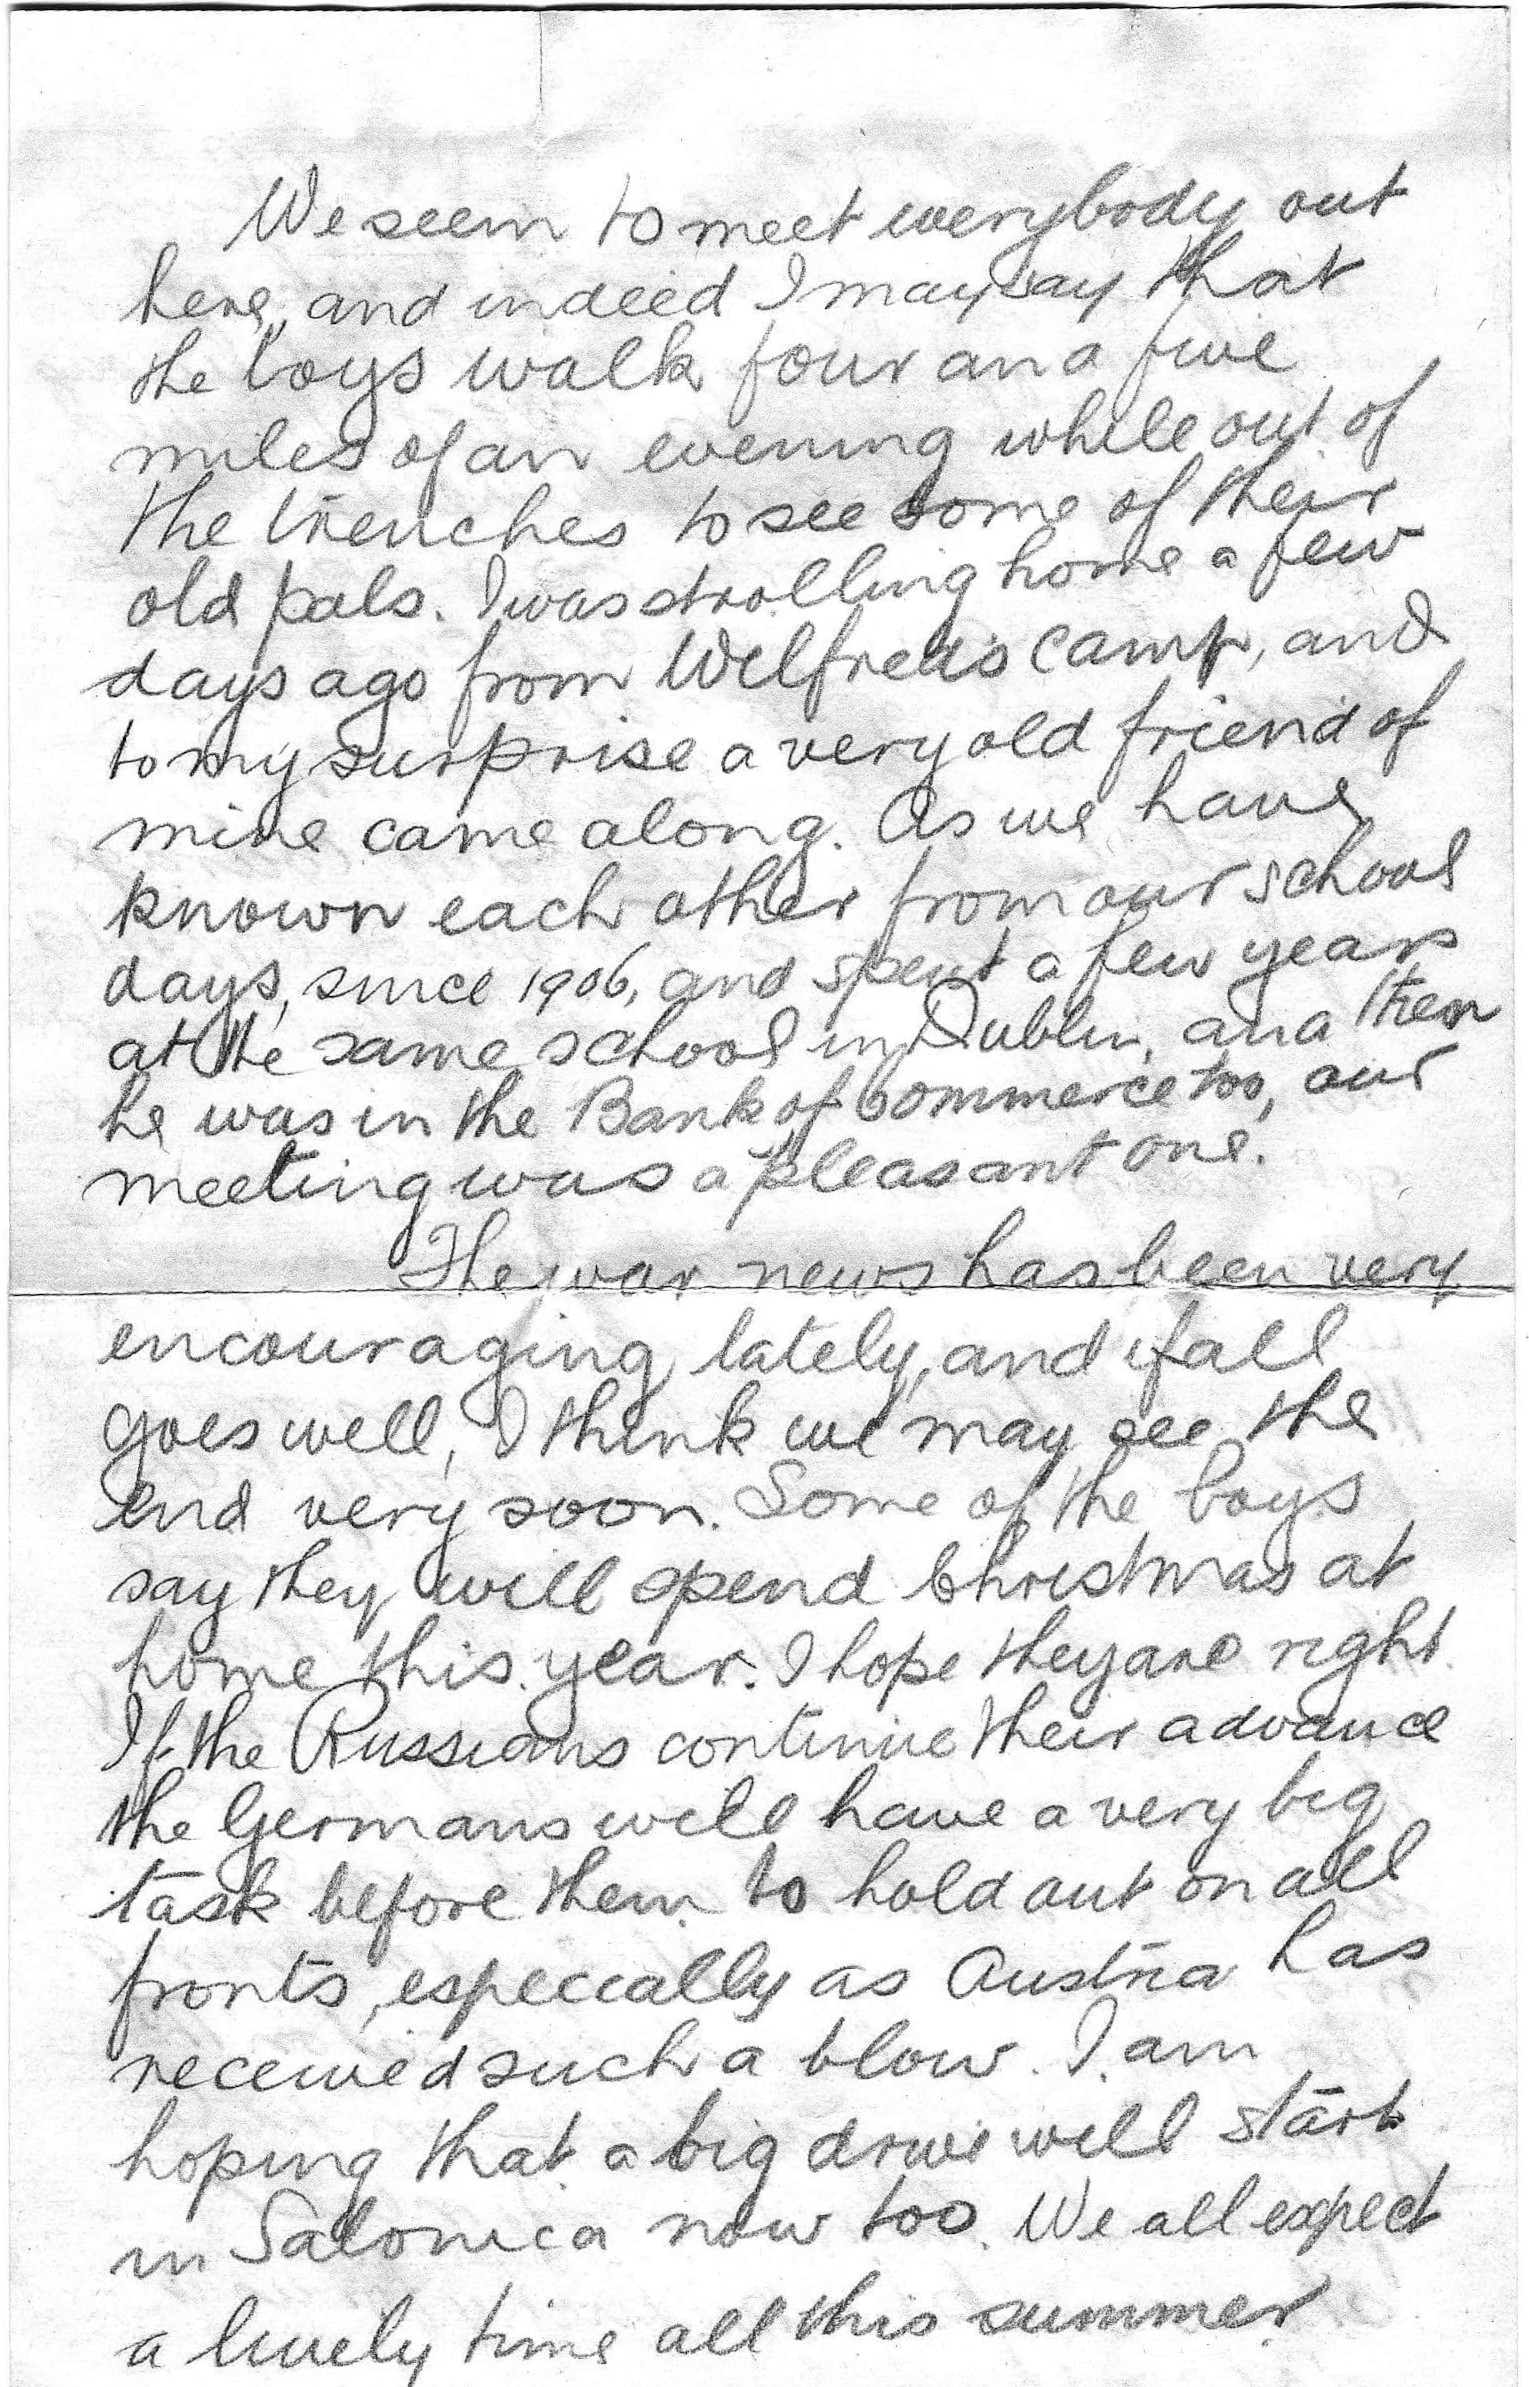 We seem to meet everybody out
here, and indeed I may say that
the boys walk four and five
miles of an evening while out of
the trenches to see some of their
old pals. I was strolling home a few
days ago from Wilfred's camp, and
to my surprise a very old friend of
mine came along. As we have
known each other from our school
days, since 1906, and spent a few years
at the same school in Dublin, and then
he was in the Bank of Commerce too, our
meeting was a pleasant one.
The war news has been very
encouraging lately, and if all
goes well, I think we may see the
end very soon. Some of the boys
say they will spend Christmas at
home this year. I hope they are right.
If the Russians continue their advance
the Germans will have a very big
task before them to hold out on all
fronts, especially as Austria has
received such a blow. I am
hoping that a big drive will start
in Salonica now too. We all expect
a lively time all this summer.